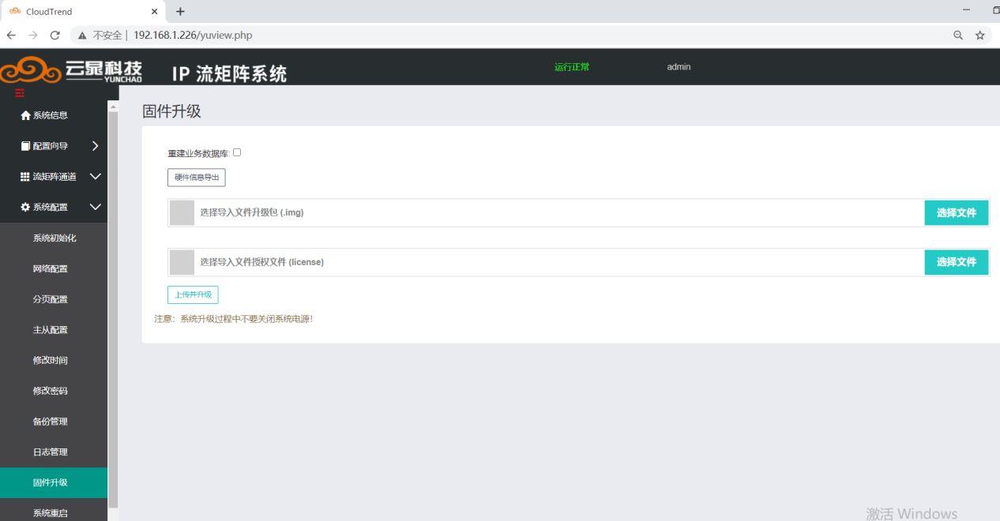 CloudTrend
不安全 | 192.168.1.226/yuview.php
云晁科技
YUNCHAO
IP 流矩阵系统
运行正常
admin
系统信息
配置向导
流矩阵通道
系统配置
系统初始化
网络配置
分页配置
主从配置
修改时间
修改密码
备份管理
日志管理
固件升级
系统重启
固件升级
重建业务数据库:
硬件信息导出
选择导入文件升级包 (.img)
选择文件
选择导入文件授权文件 (license)
选择文件
上传并升级
注意：系统升级过程中不要关闭系统电源!
激活 Windows